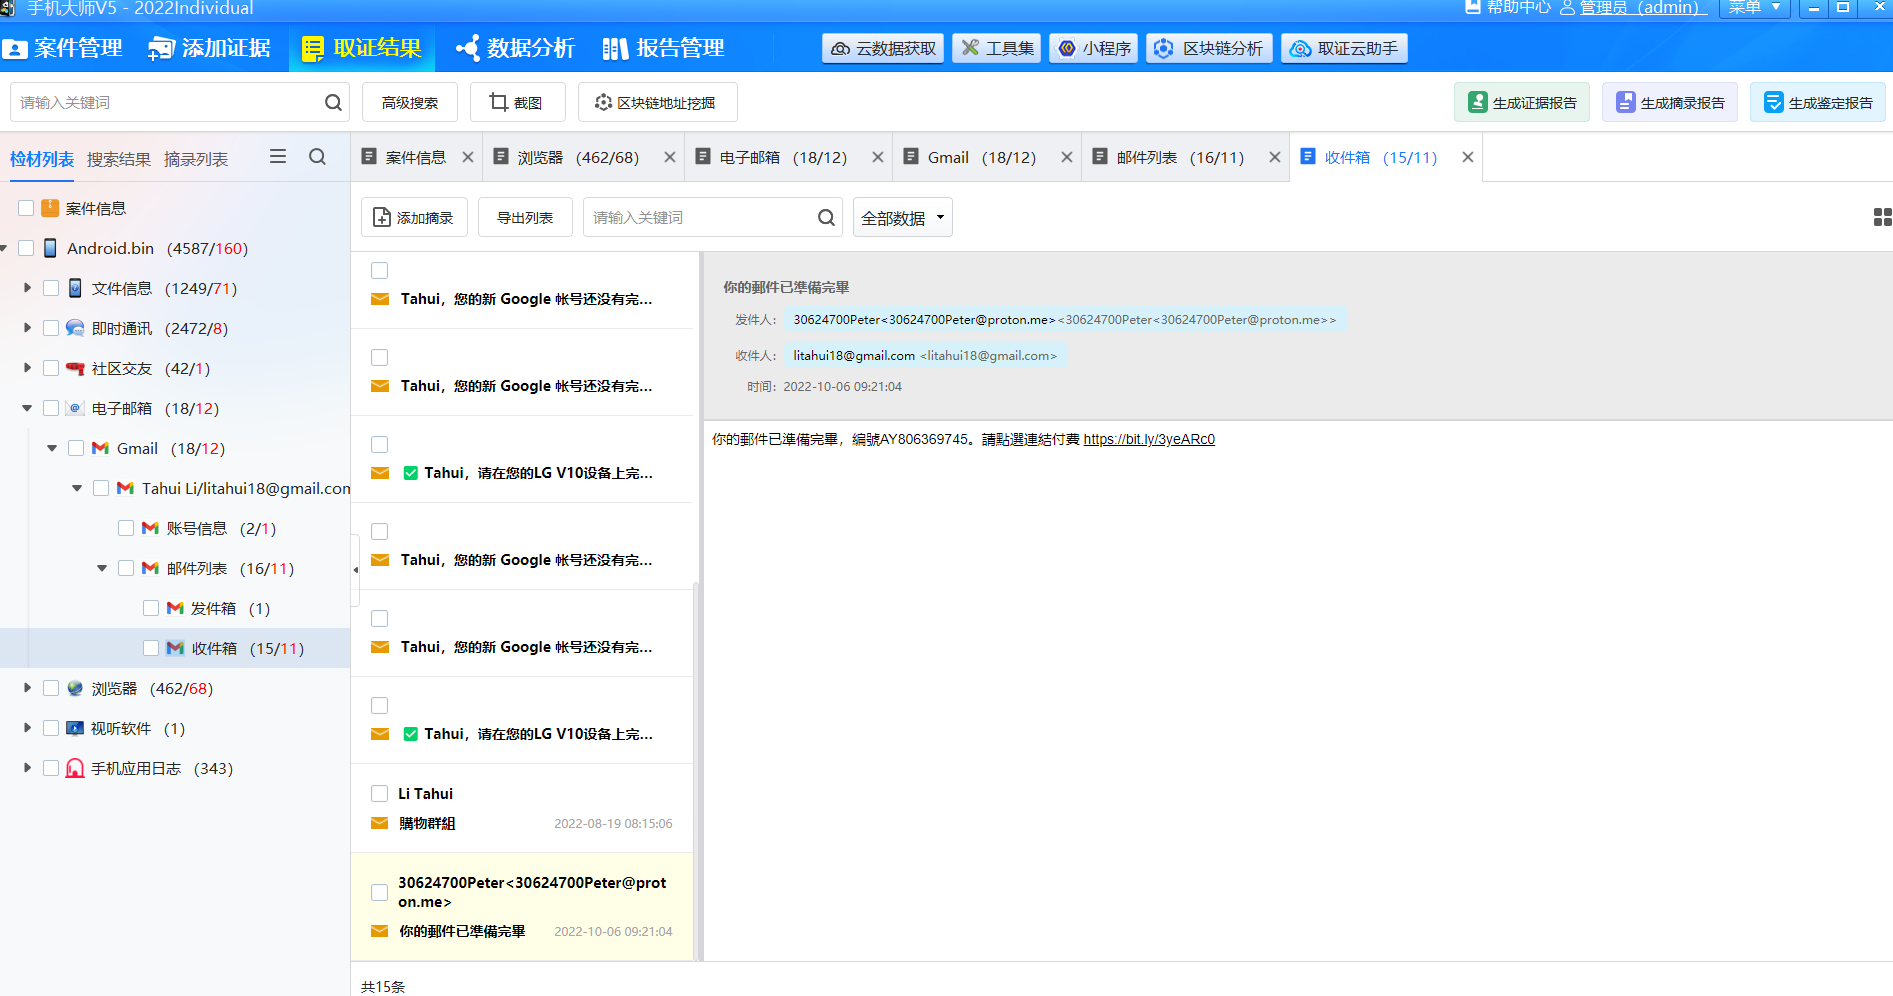 手机大师V5 - 2022Individual
帮助中心 管理员（admin） 菜单
案件管理 添加证据 取证结果 数据分析 报告管理 云数据获取 工具集 小程序 区块链分析 取证云助手
请输入关键词 高级搜索 截图 区块链地址挖掘 生成证据报告 生成摘录报告 生成鉴定报告
检材列表 搜索结果 摘录列表
案件信息
Android.bin (4587/160)
文件信息 (1249/71)
即时通讯 (2472/8)
社区交友 (42/1)
电子邮箱 (18/12)
Gmail (18/12)
Tahui Li/litahui18@gmail.com
账号信息 (2/1)
邮件列表 (16/11)
发件箱 (1)
收件箱 (15/11)
浏览器 (462/68)
视听软件 (1)
手机应用日志 (343)
案件信息 浏览器 (462/68) 电子邮箱 (18/12) Gmail (18/12) 邮件列表 (16/11) 收件箱 (15/11)
添加摘录 导出列表 请输入关键词 全部数据
Tahui，您的新 Google 帐号还没有完...
Tahui，您的新 Google 帐号还没有完...
Tahui，请在您的LG V10设备上完...
Tahui，您的新 Google 帐号还没有完...
Tahui，您的新 Google 帐号还没有完...
Tahui，请在您的LG V10设备上完...
Li Tahui
購物群組 2022-08-19 08:15:06
30624700Peter<30624700Peter@prot
on.me>
你的郵件已準備完畢 2022-10-06 09:21:04
共15条
你的郵件已準備完畢
发件人: 30624700Peter<30624700Peter@proton.me><30624700Peter<30624700Peter@proton.me>>
收件人: litahui18@gmail.com <litahui18@gmail.com>
时间: 2022-10-06 09:21:04
你的郵件已準備完畢，编號AY806369745。請點選連結付費 https://bit.ly/3yeARc0